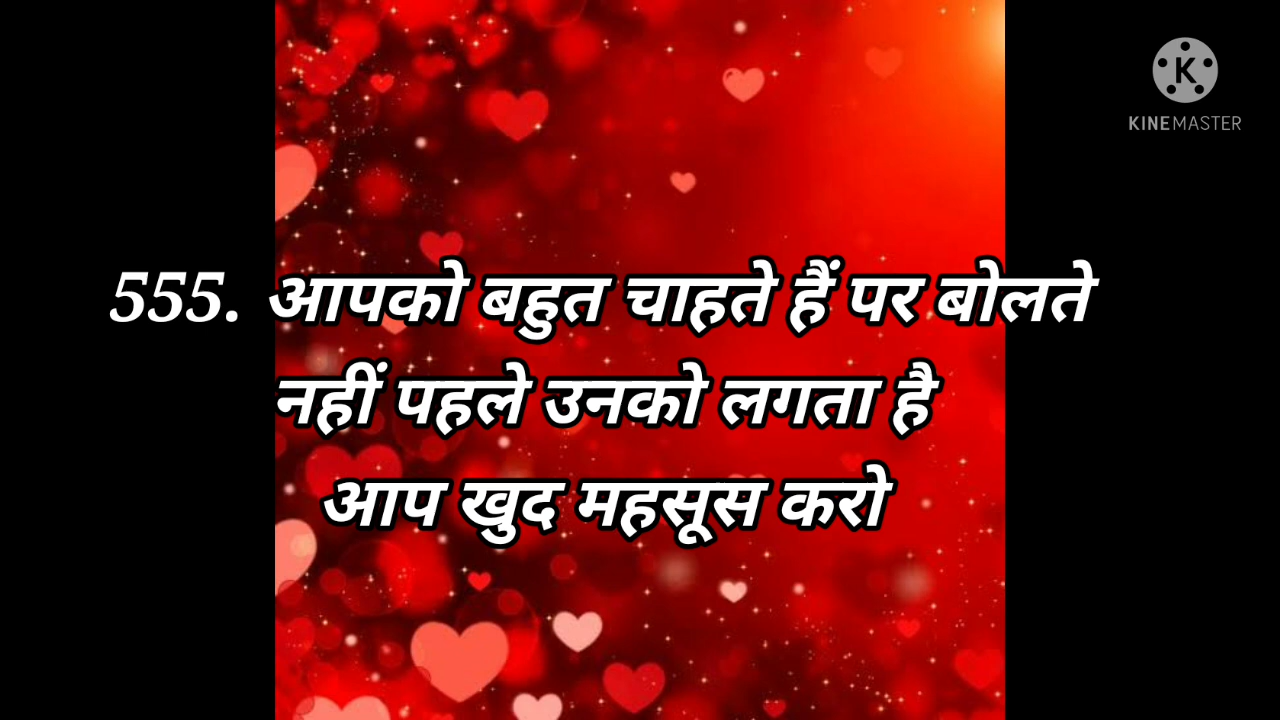 KINEMASTER
555. आपको बहुत चाहते हैं पर बोलते
नहीं पहले उनको लगता है
आप खुद महसूस करो